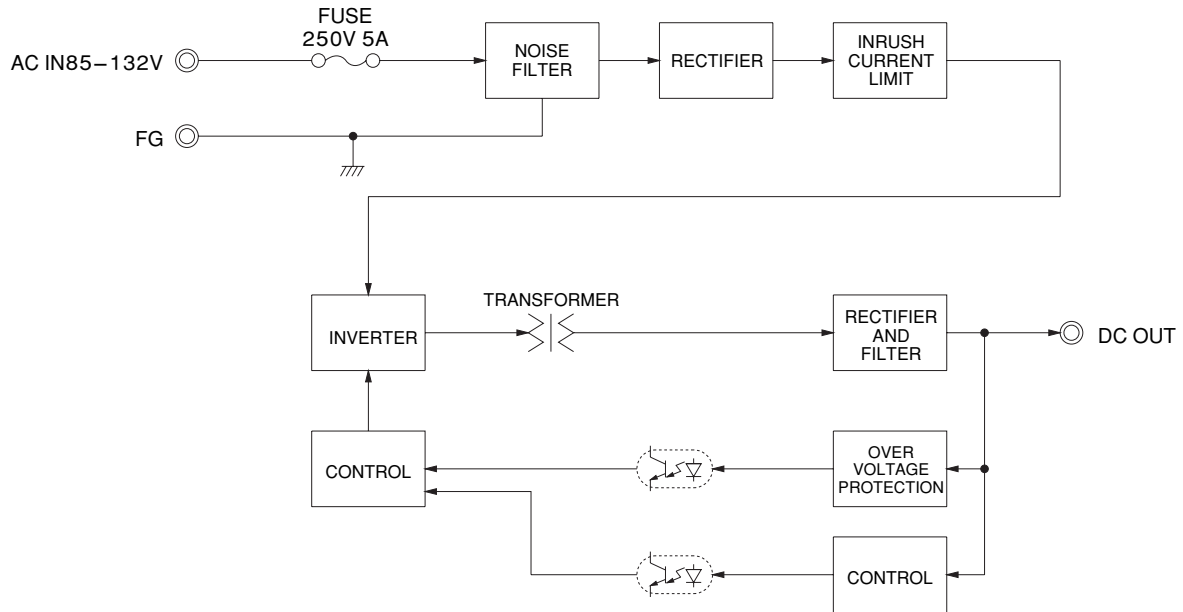 FUSE
250V 5A
AC IN85–132V
NOISE
FILTER
RECTIFIER
INRUSH
CURRENT
LIMIT
FG
TRANSFORMER
INVERTER
RECTIFIER
AND
FILTER
DC OUT
CONTROL
OVER
VOLTAGE
PROTECTION
CONTROL